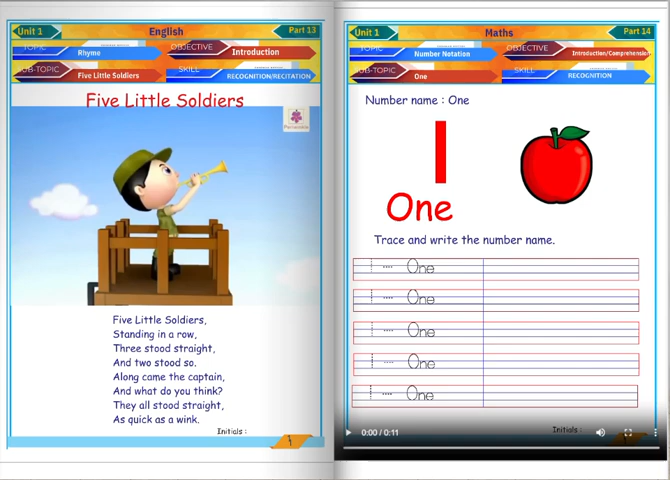 Unit 1
English
Part 13
TOPIC
Rhyme
OBJECTIVE
Introduction
SUB-TOPIC
Five Little Soldiers
SKILL
RECOGNITION/RECITATION
Five Little Soldiers
Five Little Soldiers,
Standing in a row,
Three stood straight,
And two stood so.
Along came the captain,
And what do you think?
They all stood straight,
As quick as a wink.
Initials :
Unit 1
Maths
Part 14
TOPIC
Number Notation
OBJECTIVE
Introduction/Comprehension
SUB-TOPIC
One
SKILL
RECOGNITION
Number name : One
1
One
Trace and write the number name.
1 ---- One
1 ---- One
1 ---- One
1 ---- One
1 ---- One
Initials :
0:00 / 0:11